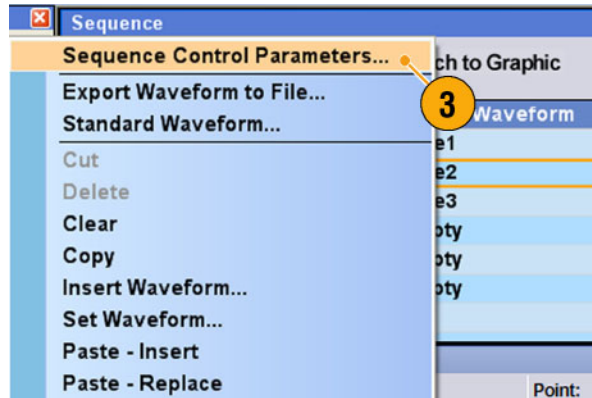 Sequence
Sequence Control Parameters...
ch to Graphic
Export Waveform to File...
3
Waveform
Standard Waveform...
e1
Cut
e2
Delete
e3
Clear
pty
Copy
pty
Insert Waveform...
pty
Set Waveform...
Paste - Insert
Paste - Replace
Point: